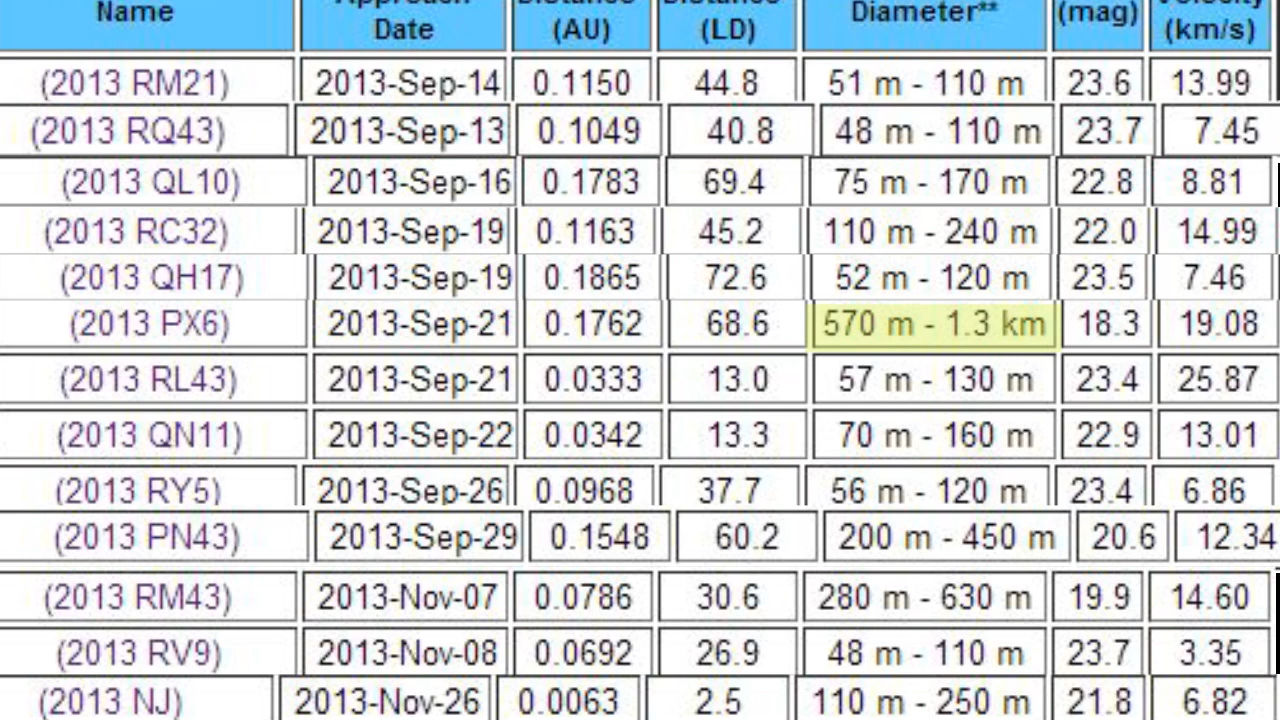 Name Approach Date Distance (AU) Distance (LD) Diameter** (mag) Velocity (km/s)
(2013 RM21) 2013-Sep-14 0.1150 44.8 51 m - 110 m 23.6 13.99
(2013 RQ43) 2013-Sep-13 0.1049 40.8 48 m - 110 m 23.7 7.45
(2013 QL10) 2013-Sep-16 0.1783 69.4 75 m - 170 m 22.8 8.81
(2013 RC32) 2013-Sep-19 0.1163 45.2 110 m - 240 m 22.0 14.99
(2013 QH17) 2013-Sep-19 0.1865 72.6 52 m - 120 m 23.5 7.46
(2013 PX6) 2013-Sep-21 0.1762 68.6 570 m - 1.3 km 18.3 19.08
(2013 RL43) 2013-Sep-21 0.0333 13.0 57 m - 130 m 23.4 25.87
(2013 QN11) 2013-Sep-22 0.0342 13.3 70 m - 160 m 22.9 13.01
(2013 RY5) 2013-Sep-26 0.0968 37.7 56 m - 120 m 23.4 6.86
(2013 PN43) 2013-Sep-29 0.1548 60.2 200 m - 450 m 20.6 12.34
(2013 RM43) 2013-Nov-07 0.0786 30.6 280 m - 630 m 19.9 14.60
(2013 RV9) 2013-Nov-08 0.0692 26.9 48 m - 110 m 23.7 3.35
(2013 NJ) 2013-Nov-26 0.0063 2.5 110 m - 250 m 21.8 6.82